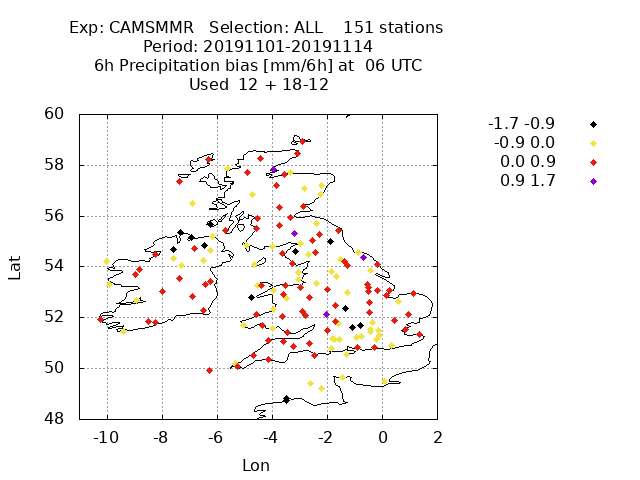 Exp: CAMSMMR Selection: ALL 151 stations
Period: 20191101-20191114
6h Precipitation bias [mm/6h] at 06 UTC
Used 12 + 18-12
-1.7 -0.9
-0.9 0.0
0.0 0.9
0.9 1.7
60
58
56
54
52
50
48
Lat
-10 -8 -6 -4 -2 0 2
Lon